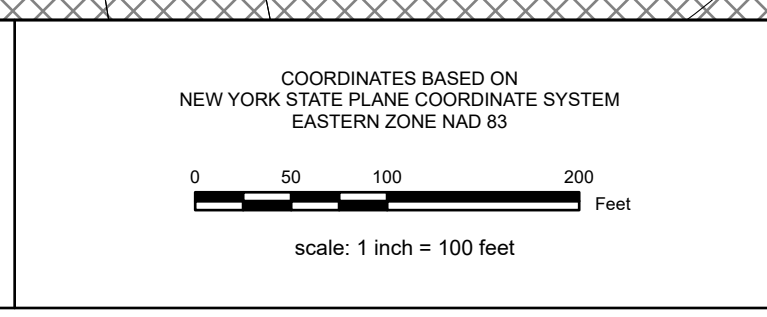 COORDINATES BASED ON
NEW YORK STATE PLANE COORDINATE SYSTEM
EASTERN ZONE NAD 83
0 50 100 200
Feet
scale: 1 inch = 100 feet